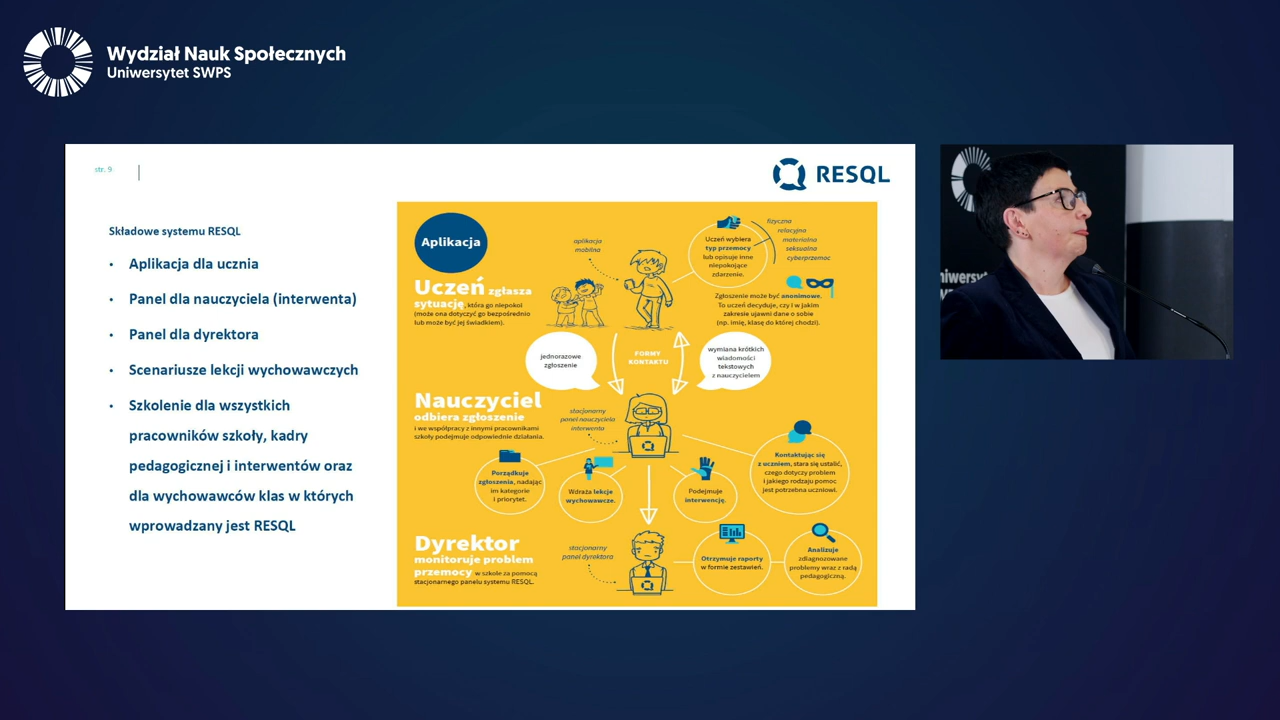 Wydział Nauk Społecznych
Uniwersytet SWPS
str. 9
RESQL
Składowe systemu RESQL
• Aplikacja dla ucznia
• Panel dla nauczyciela (interwenta)
• Panel dla dyrektora
• Scenariusze lekcji wychowawczych
• Szkolenie dla wszystkich
pracowników szkoły, kadry
pedagogicznej i interwentów oraz
dla wychowawców klas w których
wprowadzany jest RESQL
Aplikacja
aplikacja
mobilna
Uczeń wybiera
typ przemocy
lub opisuje inne
niepokojące
zdarzenie.
fizyczna
relacyjna
materialna
seksualna
cyberprzemoc
Uczeń zgłasza
sytuację, która go niepokoi
(może ona dotyczyć go bezpośrednio
lub może być jej świadkiem).
Zgłoszenie może być anonimowe.
To uczeń decyduje, czy i w jakim
zakresie ujawni dane o sobie
(np. imię, klasę do której chodzi).
jednorazowe
zgłoszenie
FORMY
KONTAKTU
wymiana krótkich
wiadomości
tekstowych
z nauczycielem
Nauczyciel
odbiera zgłoszenie
i we współpracy z innymi pracownikami
szkoły podejmuje odpowiednie działania.
stacjonarny
panel nauczyciela
interwenta
Porządkuje
zgłoszenia, nadając
im kategorie
i priorytet.
Wdraża lekcje
wychowawcze.
Podejmuje
interwencję.
Kontaktując się
z uczniem, stara się ustalić,
czego dotyczy problem
i jakiego rodzaju pomoc
jest potrzebna uczniowi.
Dyrektor
monitoruje problem
przemocy w szkole za pomocą
stacjonarnego panelu systemu RESQL.
stacjonarny
panel dyrektora
Otrzymuje raporty
w formie zestawień.
Analizuje
zdiagnozowane
problemy wraz z radą
pedagogiczną.